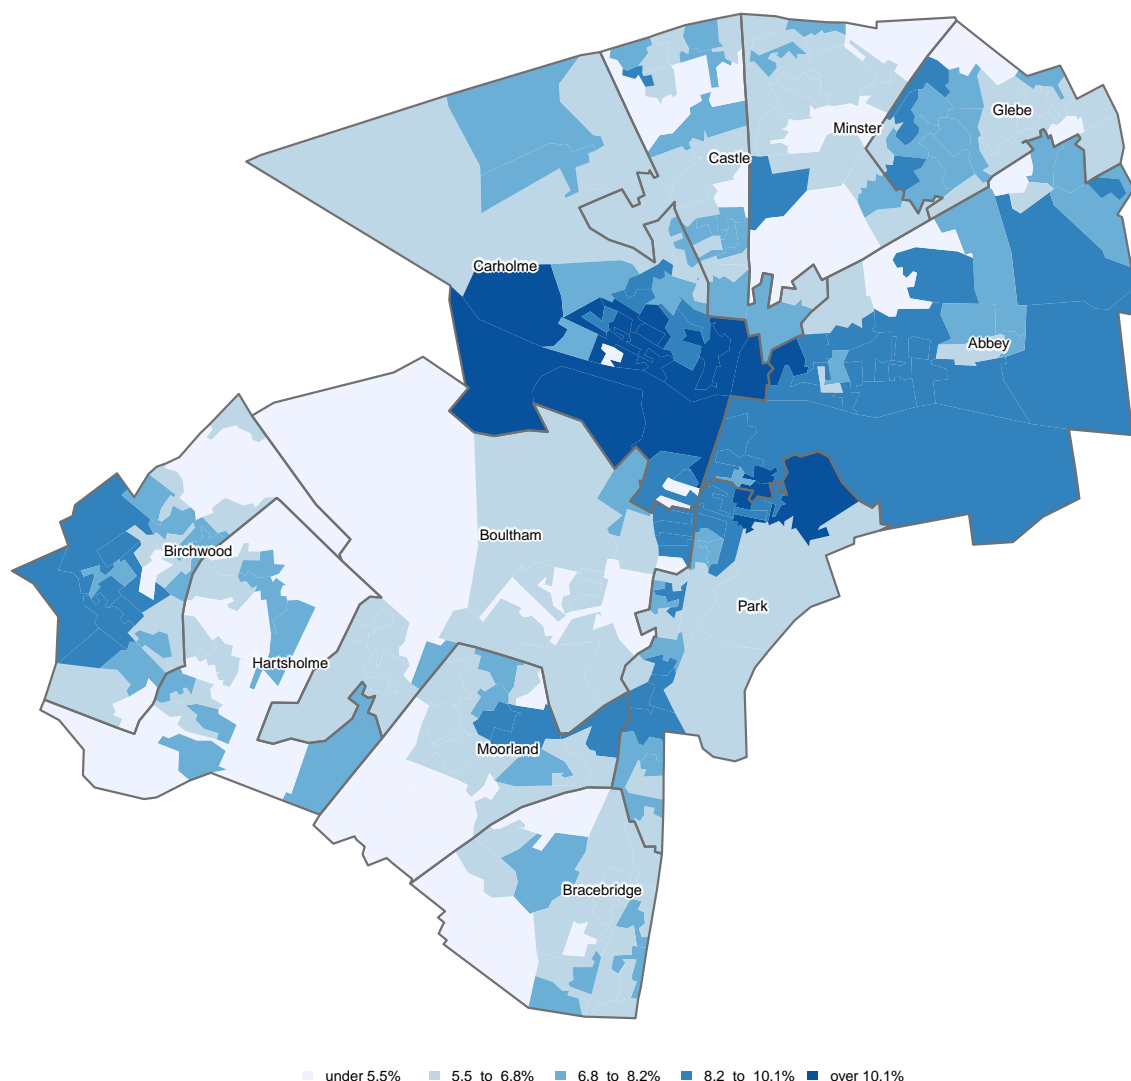 Glebe
Minster
Castle
Carholme
Abbey
Boultham
Birchwood
Park
Hartsholme
Moorland
Bracebridge
under 5.5% 5.5 to 6.8% 6.8 to 8.2% 8.2 to 10.1% over 10.1%